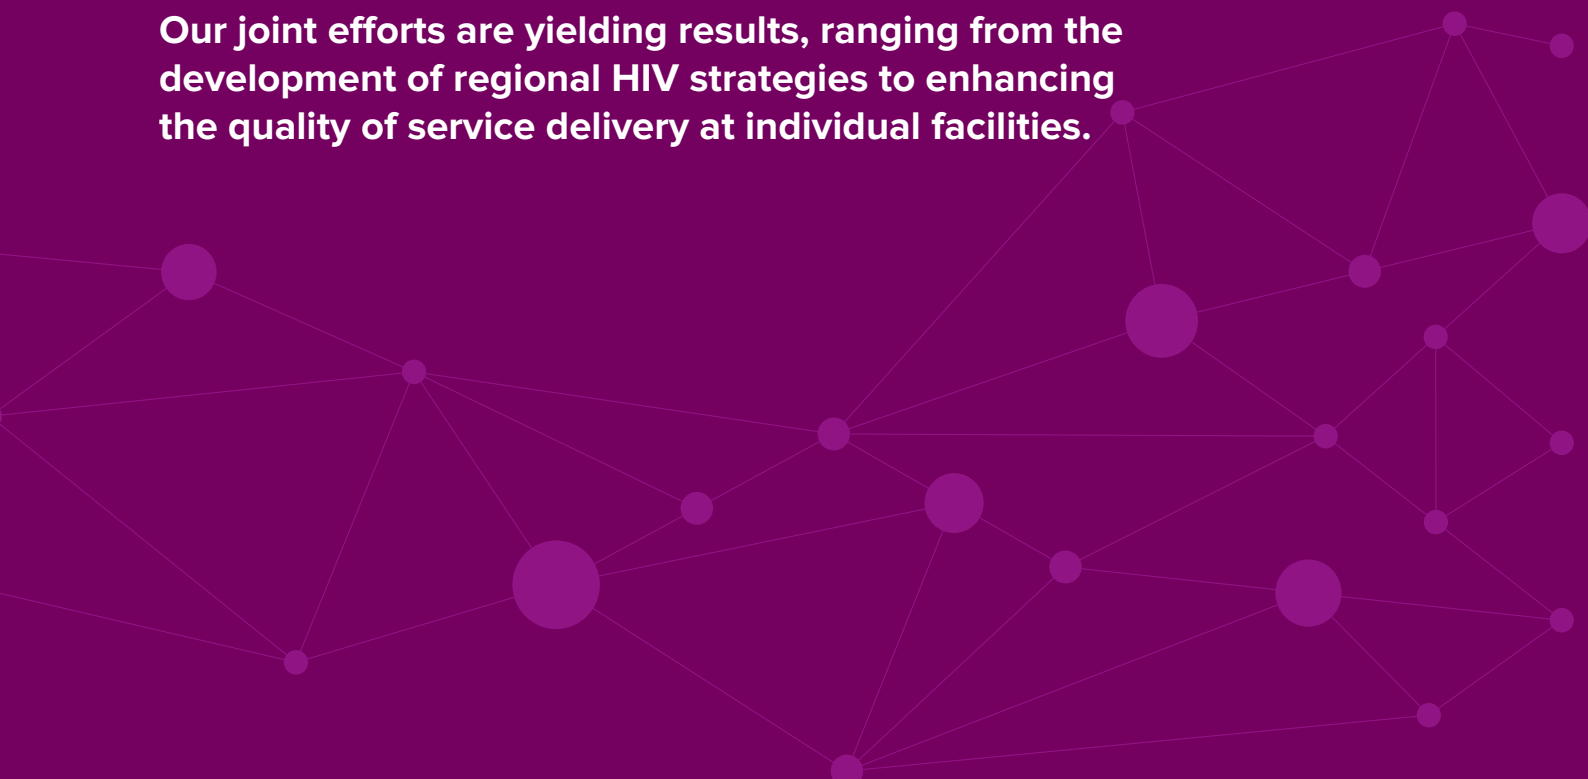 Our joint efforts are yielding results, ranging from the
development of regional HIV strategies to enhancing
the quality of service delivery at individual facilities.